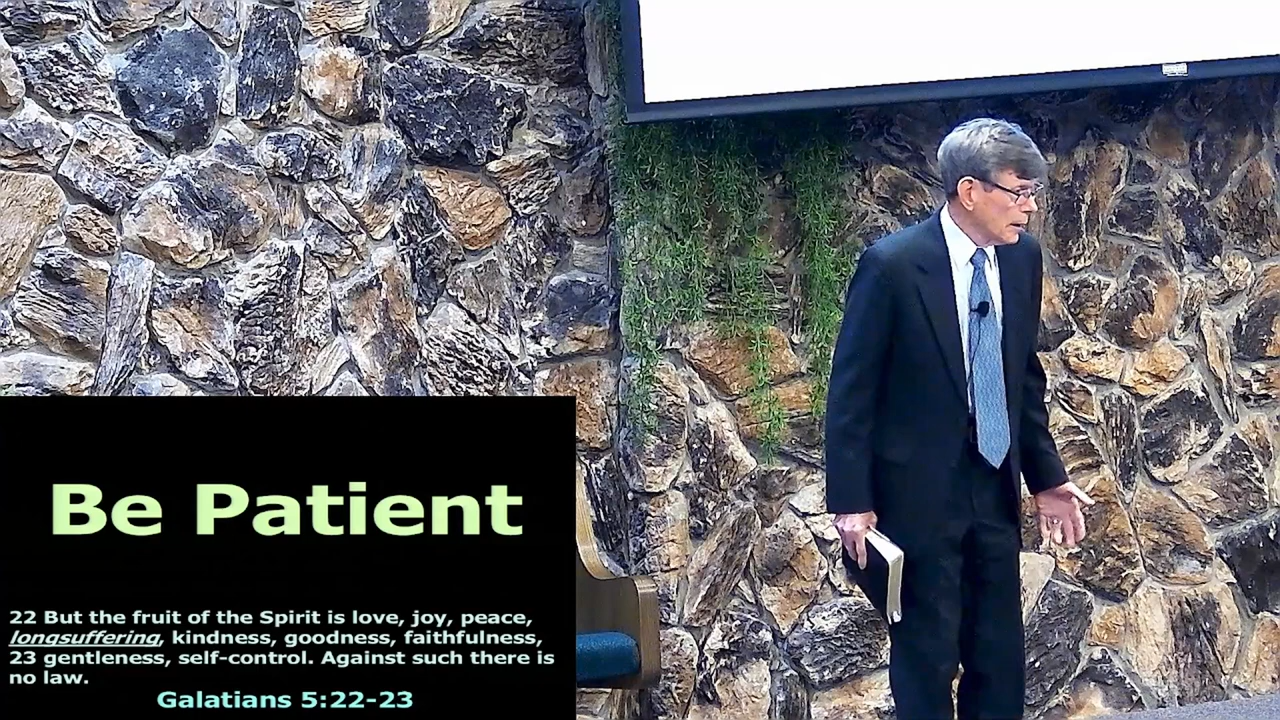 Be Patient
22 But the fruit of the Spirit is love, joy, peace,
longsuffering, kindness, goodness, faithfulness,
23 gentleness, self-control. Against such there is
no law.
Galatians 5:22-23